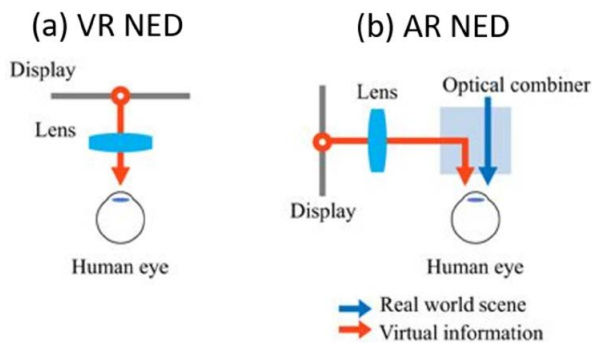 (a) VR NED
Display
Lens
Human eye
(b) AR NED
Lens
Optical combiner
Display
Human eye
Real world scene
Virtual information